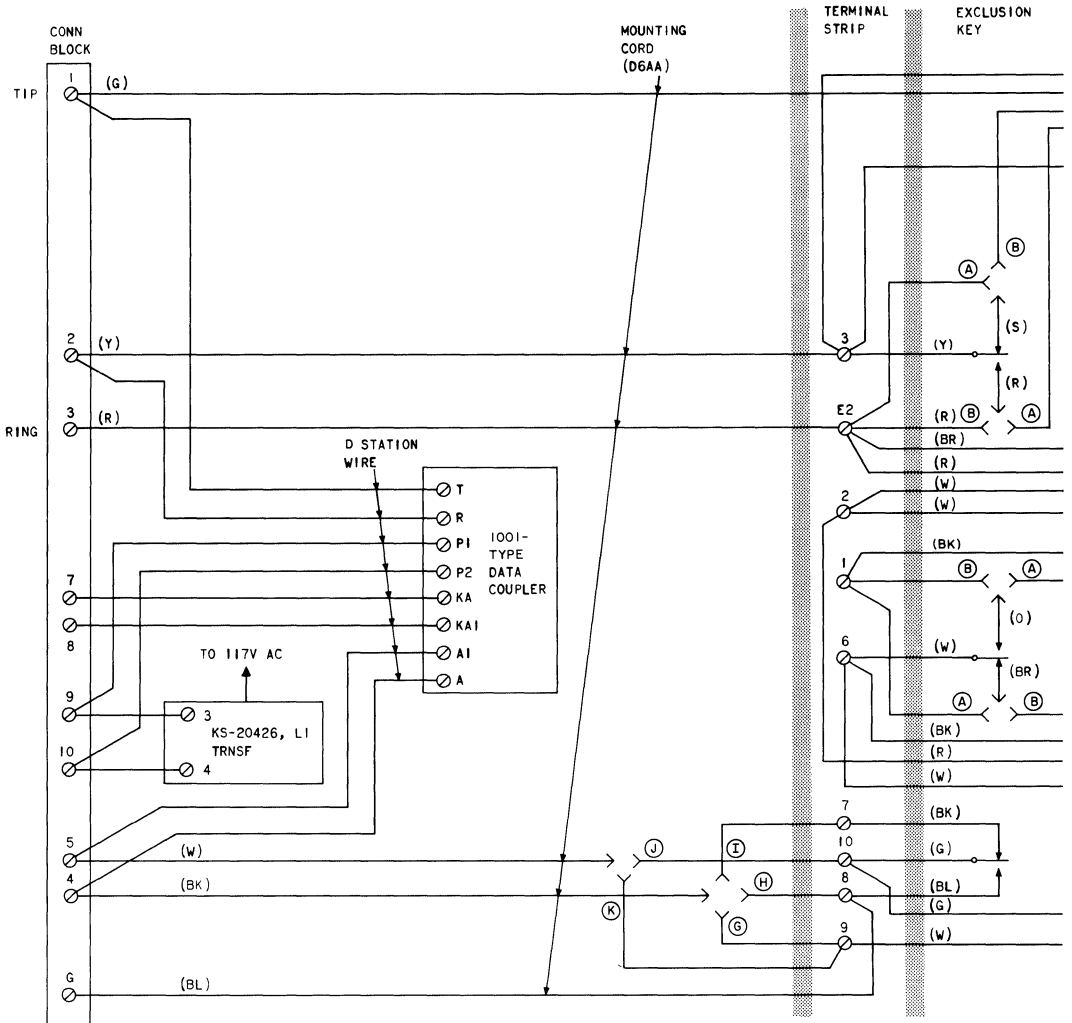 CONN
BLOCK
MOUNTING
CORD
(D6AA)
TERMINAL
STRIP
EXCLUSION
KEY
1
TIP
(G)
B
A
(S)
2
(Y)
3
(Y)
(R)
3
RING
(R)
E2
(R)
B
A
(BR)
(R)
D STATION
WIRE
(W)
2
(W)
T
R
P1
P2
KA
KA1
A1
A
1001-
TYPE
DATA
COUPLER
(BK)
1
B
A
(O)
7
8
6
(W)
(BR)
A
B
(BK)
(R)
(W)
TO 117V AC
9
3
KS-20426, L1
TRNSF
10
4
7
(BK)
5
(W)
J
I
10
(G)
4
(BK)
H
8
(BL)
(G)
K
G
9
(W)
G
(BL)